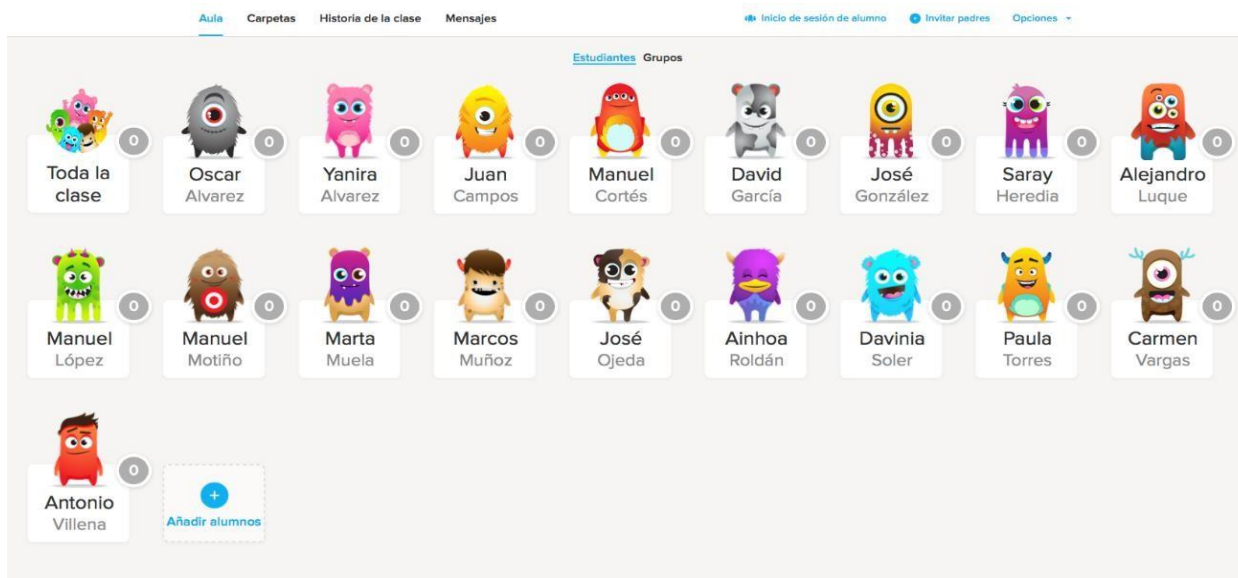 Aula Carpetas Historia de la clase Mensajes Inicio de sesión de alumno Invitar padres Opciones
Estudiantes Grupos
0 0 0 0 0 0 0 0 0
Toda la clase
Oscar Alvarez
Yanira Alvarez
Juan Campos
Manuel Cortés
David García
José González
Saray Heredia
Alejandro Luque
0 0 0 0 0 0 0 0 0
Manuel López
Manuel Motiño
Marta Muela
Marcos Muñoz
José Ojeda
Ainhoa Roldán
Davinia Soler
Paula Torres
Carmen Vargas
0
Antonio Villena
Añadir alumnos